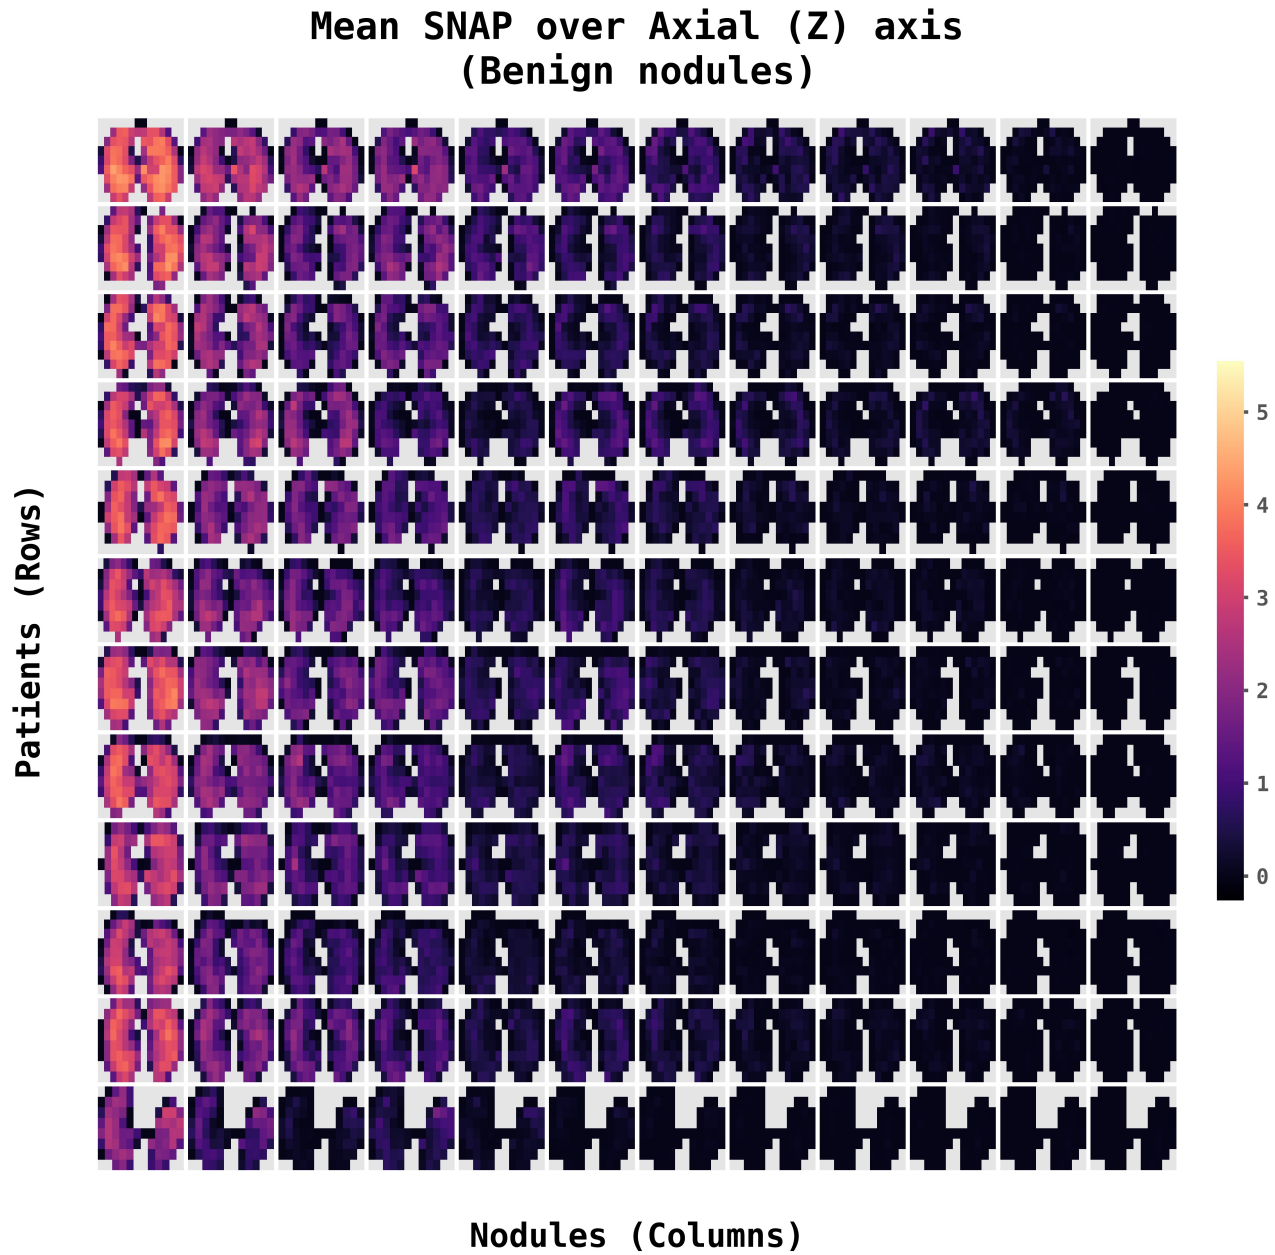 Mean SNAP over Axial (Z) axis
(Benign nodules)
Patients (Rows)
5
4
3
2
1
0
Nodules (Columns)